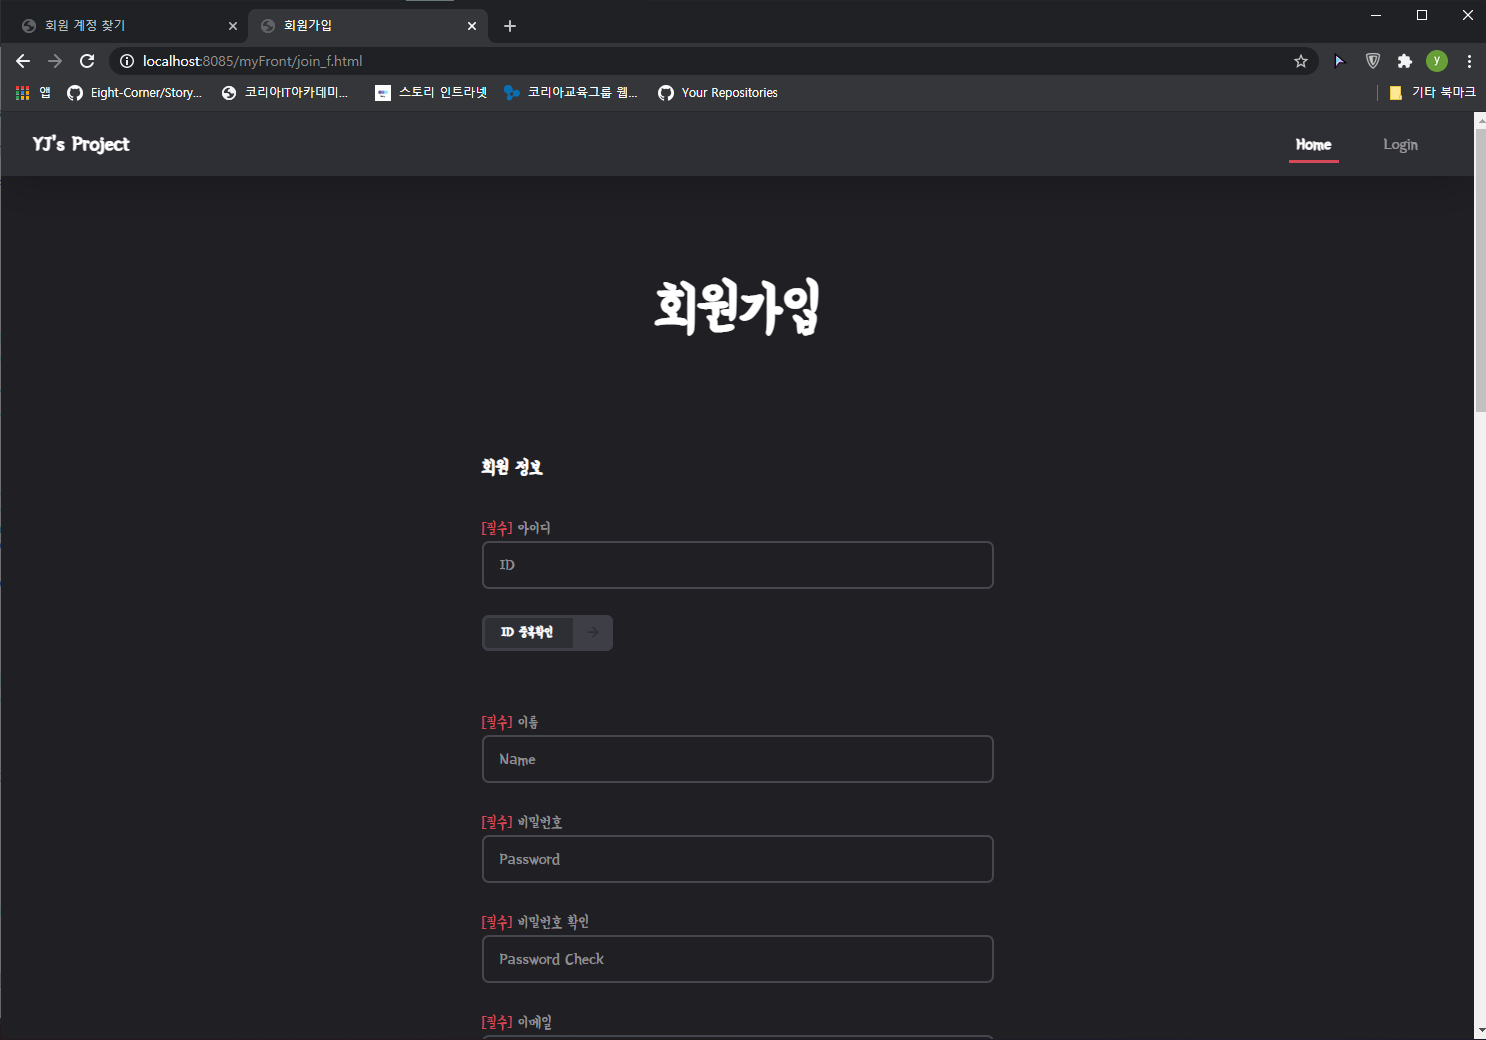 회원 계정 찾기
회원가입
localhost:8085/myFront/join_f.html
y
앱
Eight-Corner/Story...
코리아IT아카데미...
스토리 인트라넷
코리아교육그룹 웹...
Your Repositories
기타 북마크
YJ's Project
Home
Login
회원가입
회원 정보
[필수] 아이디
ID
ID 중복확인
[필수] 이름
Name
[필수] 비밀번호
Password
[필수] 비밀번호 확인
Password Check
[필수] 이메일